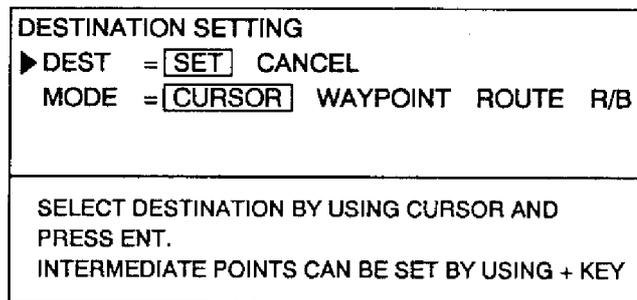 DESTINATION SETTING
▶DEST = SET CANCEL
MODE = CURSOR WAYPOINT ROUTE R/B
SELECT DESTINATION BY USING CURSOR AND
PRESS ENT.
INTERMEDIATE POINTS CAN BE SET BY USING + KEY